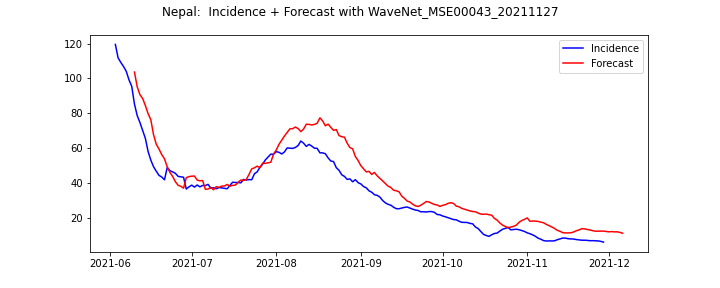 Nepal:  Incidence + Forecast with WaveNet_MSE00043_20211127
Incidence
Forecast
120
100
80
60
40
20
2021-06 2021-07 2021-08 2021-09 2021-10 2021-11 2021-12